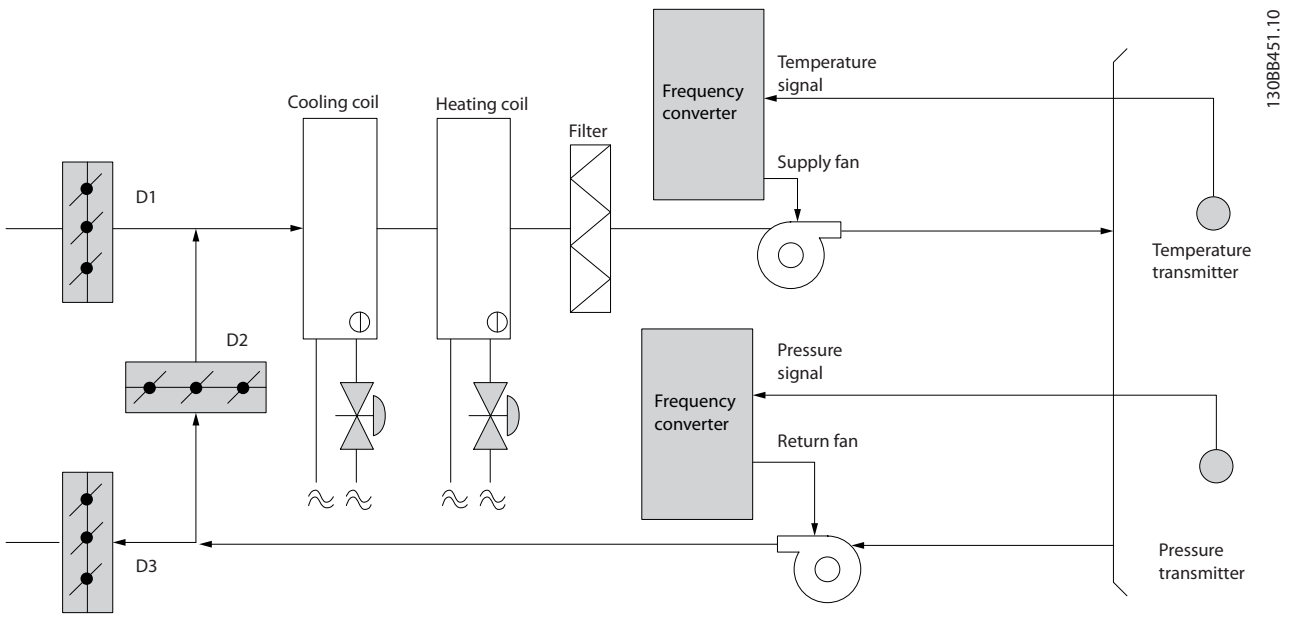 130BB451.10
Temperature
signal
Frequency
converter
Cooling coil
Heating coil
Filter
Supply fan
D1
Temperature
transmitter
D2
Pressure
signal
Frequency
converter
Return fan
D3
Pressure
transmitter